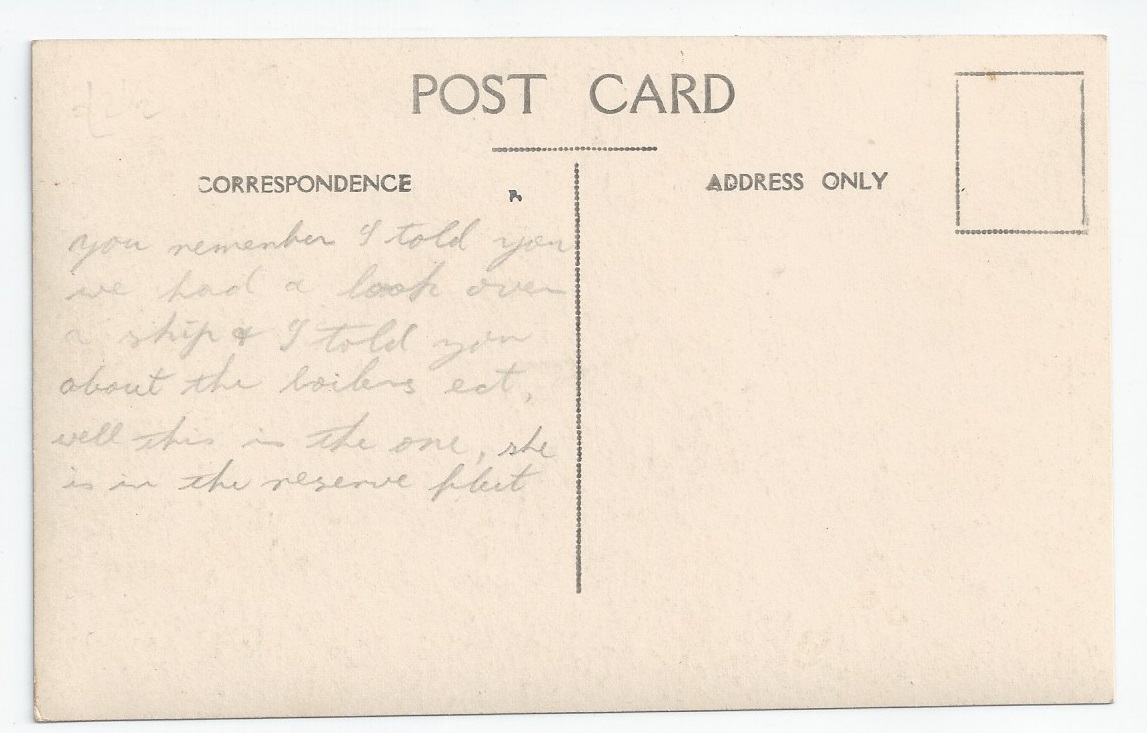 POST CARD
CORRESPONDENCE
ADDRESS ONLY
you remember I told you
we had a look over
a ship & I told you
about the boilers ect,
well this is the one, she
is in the reserve fleet